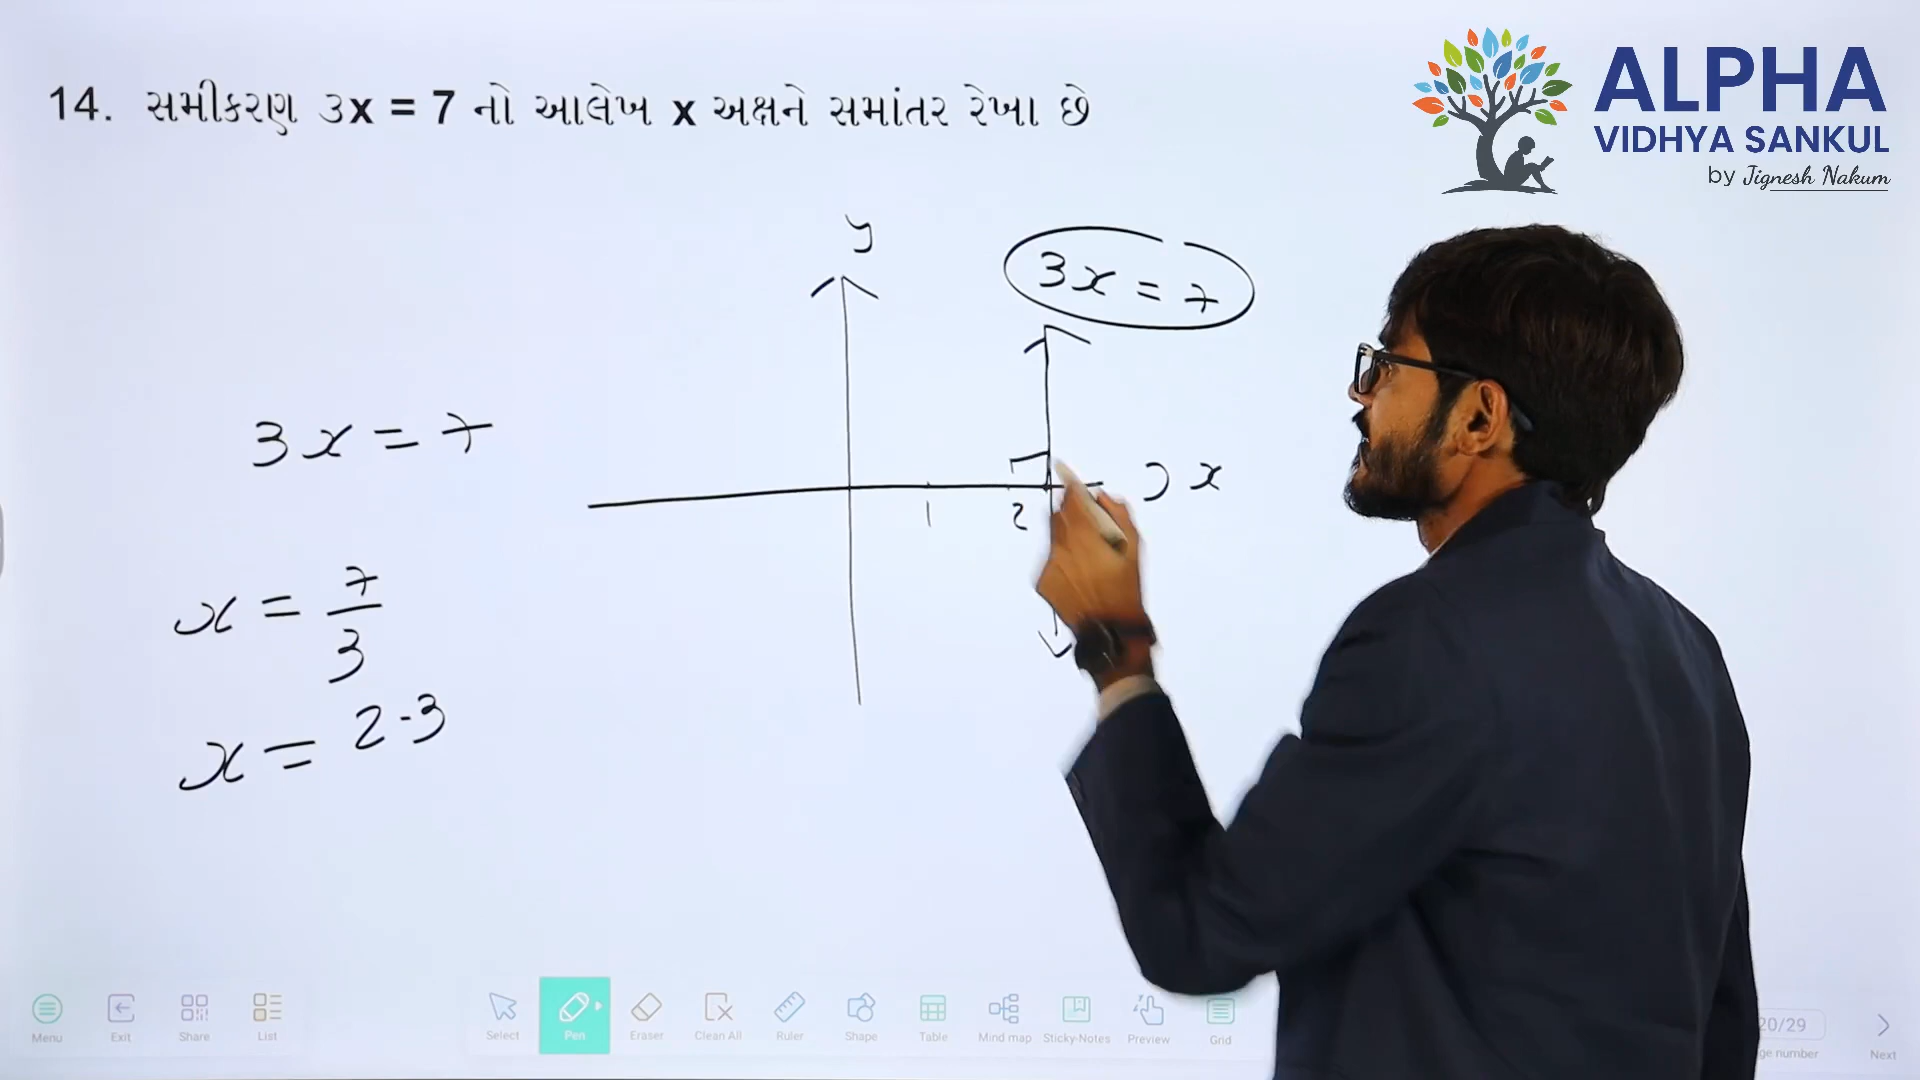 14. સમીકરણ ૩x = 7 નો આલેખ x અક્ષને સમાંતર રેખા છે
ALPHA
VIDHYA SANKUL
by Jignesh Nakum
y
3x = 7
3x = 7
x
1 2
x = 7/3
x = 2.3
Menu Exit Share List Select Pen Eraser Clean All Ruler Shape Table Mind map Sticky-Notes Preview Grid
20/29
Next